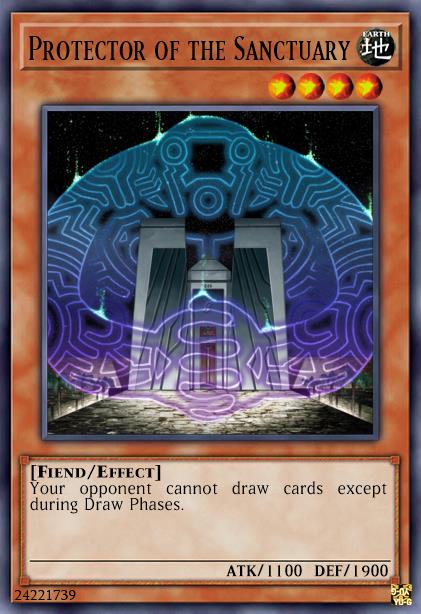 PROTECTOR OF THE SANCTUARY
EARTH
地
[FIEND/EFFECT]
Your opponent cannot draw cards except
during Draw Phases.
ATK/1100 DEF/1900
24221739